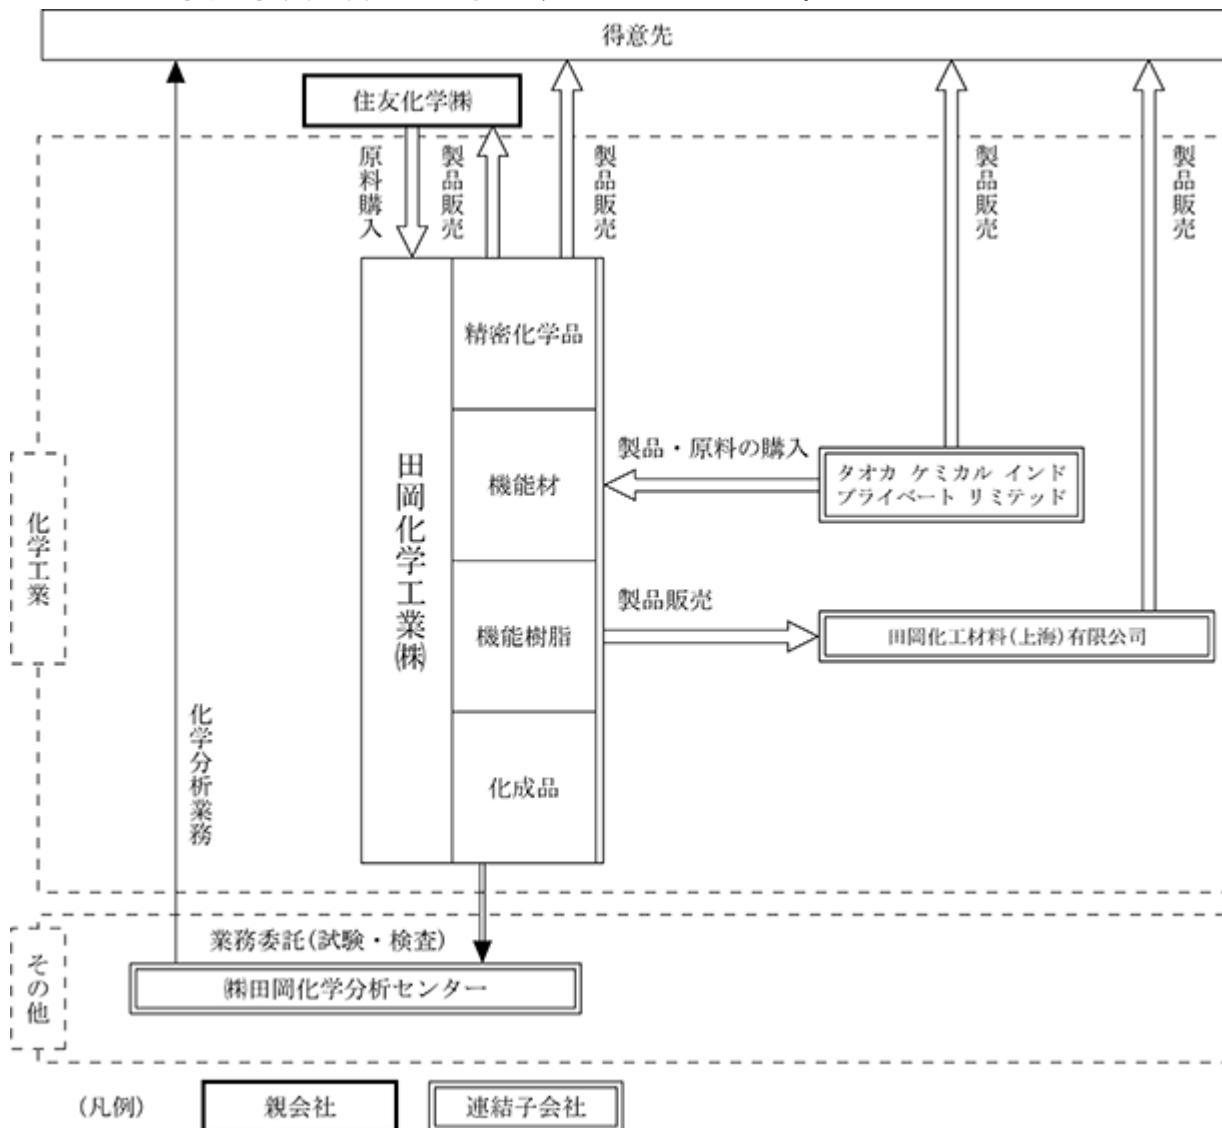 得意先
住友化学㈱
原料購入
製品販売
製品販売
製品販売
製品販売
田岡化学工業㈱
精密化学品
機能材
機能樹脂
化成品
製品・原料の購入
タオカ ケミカル インド
プライベート リミテッド
製品販売
田岡化工材料(上海)有限公司
化学工業
化学分析業務
その他
業務委託(試験・検査)
㈱田岡化学分析センター
(凡例)
親会社
連結子会社